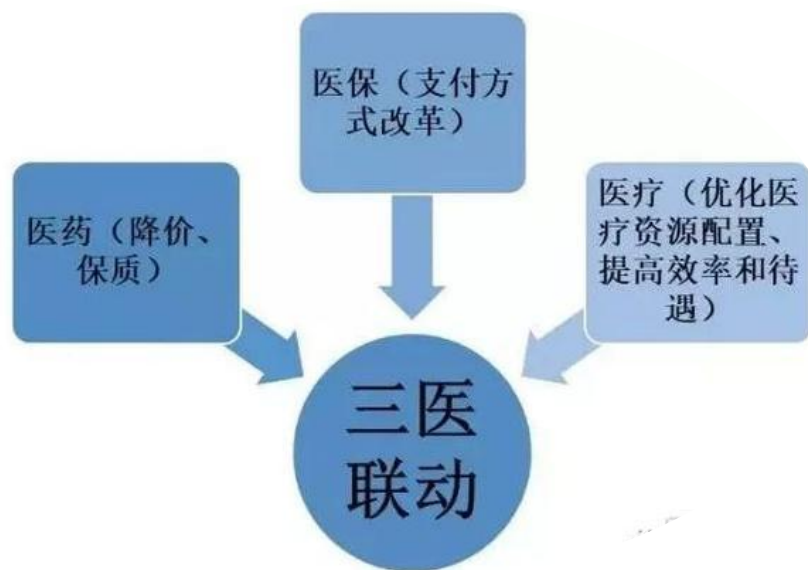 医保（支付方
式改革）
医药（降价、
保质）
医疗（优化医
疗资源配置、
提高效率和待
遇）
三医
联动